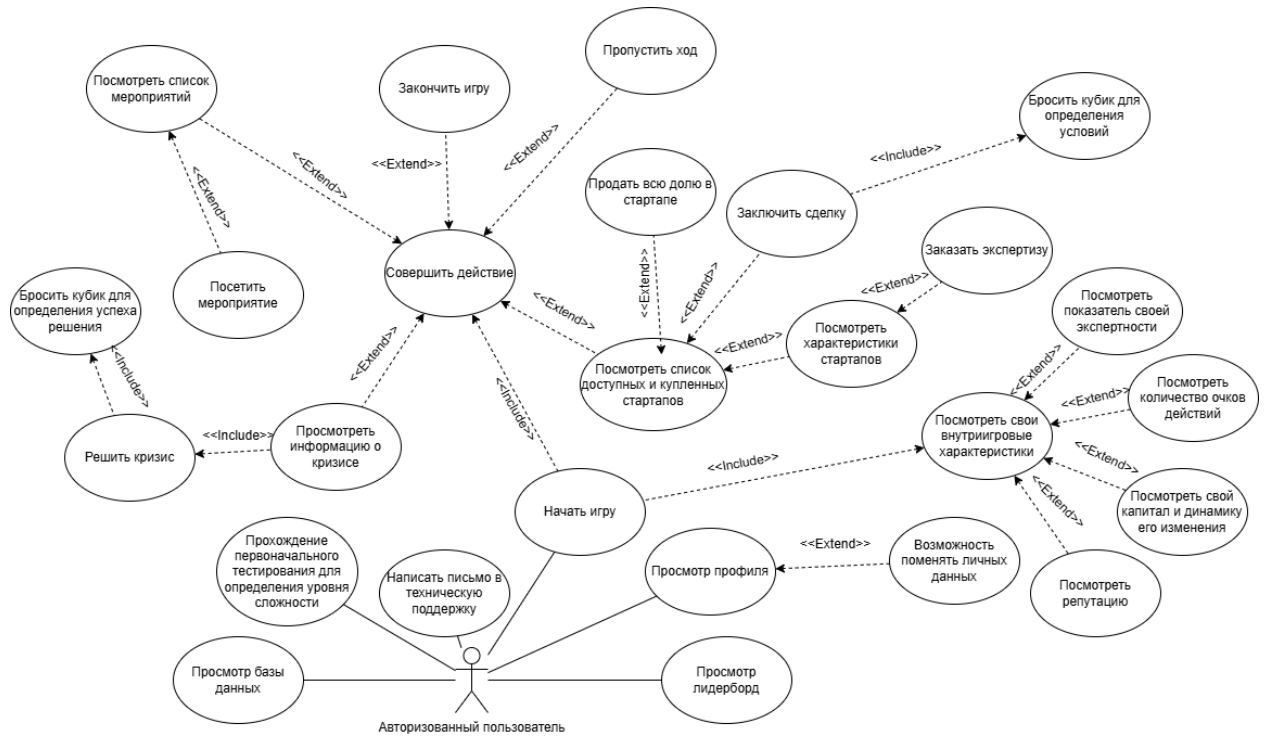 Пропустить ход
Посмотреть список
мероприятий
Закончить игру
Бросить кубик для
определения
условий
<<Extend>>
<<Extend>>
<<Extend>>
<<Include>>
<<Extend>>
Продать всю долю в
стартапе
Заключить сделку
Заказать экспертизу
Совершить действие
Посетить
мероприятие
Бросить кубик для
определения успеха
решения
<<Extend>>
<<Extend>>
<<Extend>>
<<Extend>>
Посмотреть
показатель своей
экспертности
<<Extend>>
<<Extend>>
Посмотреть
характеристики
стартапов
<<Include>>
<<Extend>>
Посмотреть список
доступных и купленных
стартапов
<<Extend>>
Посмотреть
количество очков
действий
<<Extend>>
<<Include>>
Просмотреть
информацию о
кризисе
<<Include>>
Решить кризис
Посмотреть свои
внутриигровые
характеристики
<<Include>>
<<Extend>>
<<Extend>>
Посмотреть свой
капитал и динамику
его изменения
Начать игру
Прохождение
первоначального
тестирования для
определения уровня
сложности
Написать письмо в
техническую
поддержку
Просмотр профиля
<<Extend>>
Возможность
поменять личных
данных
Посмотреть
репутацию
Просмотр базы
данных
Просмотр
лидерборд
Авторизованный пользователь